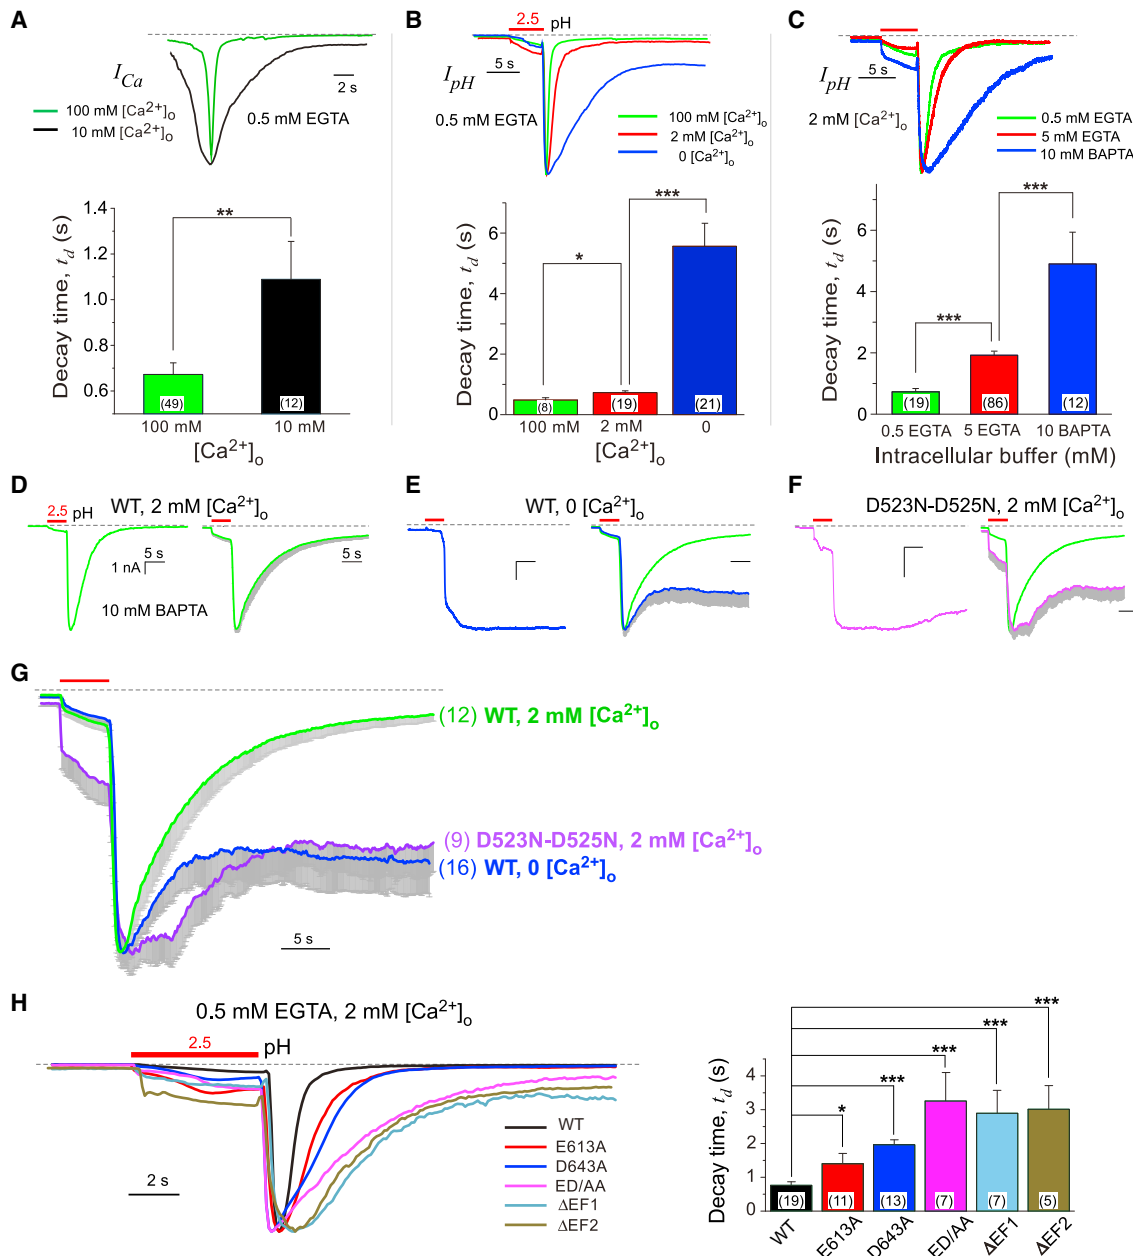 A
I_Ca
2 s
100 mM [Ca²⁺]ₒ
10 mM [Ca²⁺]ₒ
0.5 mM EGTA
Decay time, t_d (s)
1.4
1.2
1.0
0.8
0.6
**
(49)
(12)
100 mM
10 mM
[Ca²⁺]ₒ
B
2.5
pH
I_pH
5 s
0.5 mM EGTA
100 mM [Ca²⁺]ₒ
2 mM [Ca²⁺]ₒ
0 [Ca²⁺]ₒ
Decay time, t_d (s)
6
4
2
0
*
***
(8)
(19)
(21)
100 mM
2 mM
0
[Ca²⁺]ₒ
C
I_pH
5 s
2 mM [Ca²⁺]ₒ
0.5 mM EGTA
5 mM EGTA
10 mM BAPTA
Decay time, t_d (s)
6
4
2
0
***
***
(19)
(86)
(12)
0.5 EGTA
5 EGTA
10 BAPTA
Intracellular buffer (mM)
D
WT, 2 mM [Ca²⁺]ₒ
2.5
pH
5 s
1 nA
5 s
10 mM BAPTA
E
WT, 0 [Ca²⁺]ₒ
F
D523N-D525N, 2 mM [Ca²⁺]ₒ
G
(12) WT, 2 mM [Ca²⁺]ₒ
(9) D523N-D525N, 2 mM [Ca²⁺]ₒ
(16) WT, 0 [Ca²⁺]ₒ
5 s
H
0.5 mM EGTA, 2 mM [Ca²⁺]ₒ
2.5
pH
2 s
WT
E613A
D643A
ED/AA
ΔEF1
ΔEF2
Decay time, t_d (s)
4
3
2
1
0
*
***
***
***
***
(19)
(11)
(13)
(7)
(7)
(5)
WT
E613A
D643A
ED/AA
ΔEF1
ΔEF2